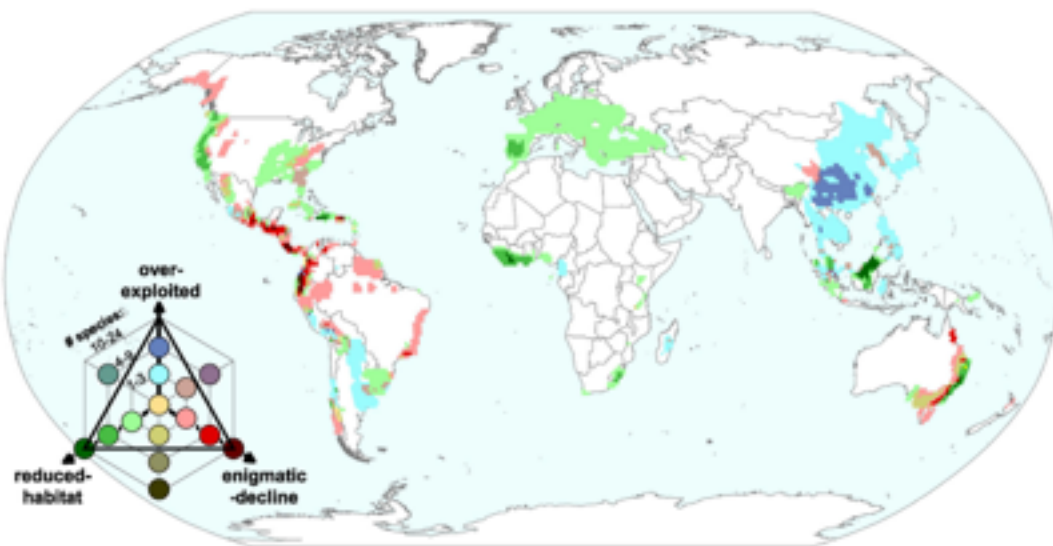 over-
exploited
# species:
10-24
4-9
1-3
reduced-
habitat
enigmatic
-decline